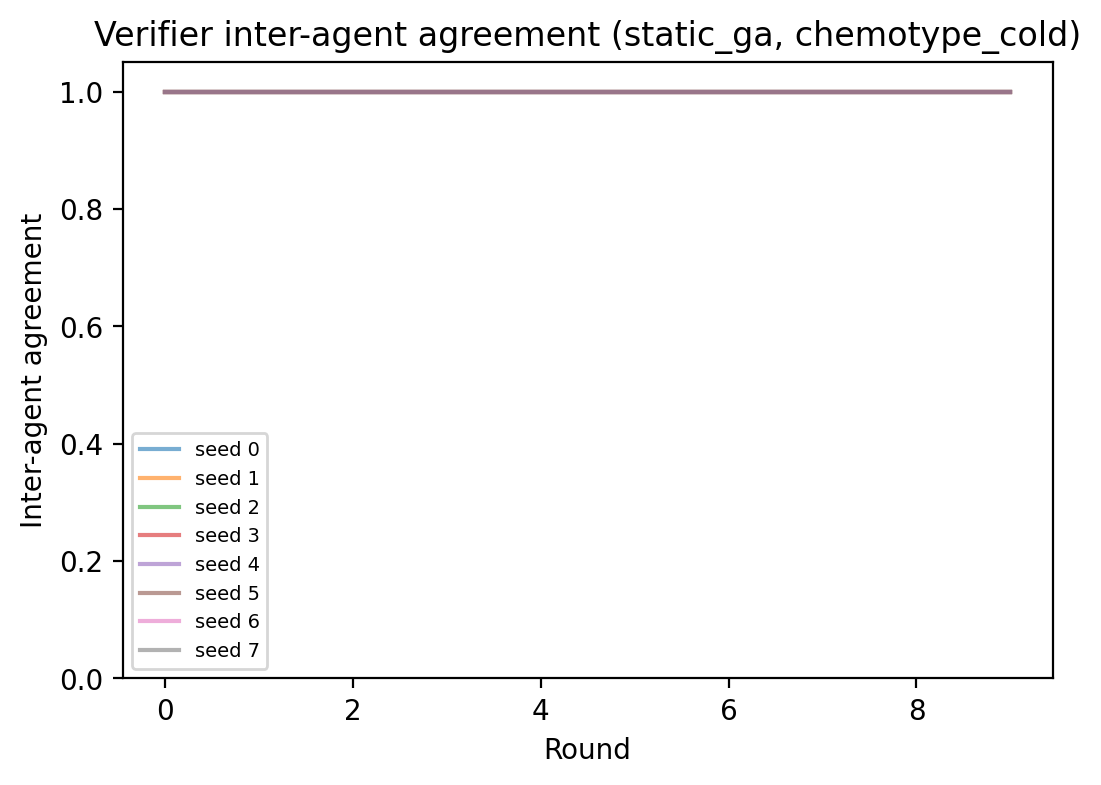 Verifier inter-agent agreement (static_ga, chemotype_cold)
Inter-agent agreement
1.0
0.8
0.6
0.4
0.2
0.0
seed 0
seed 1
seed 2
seed 3
seed 4
seed 5
seed 6
seed 7
0 2 4 6 8
Round